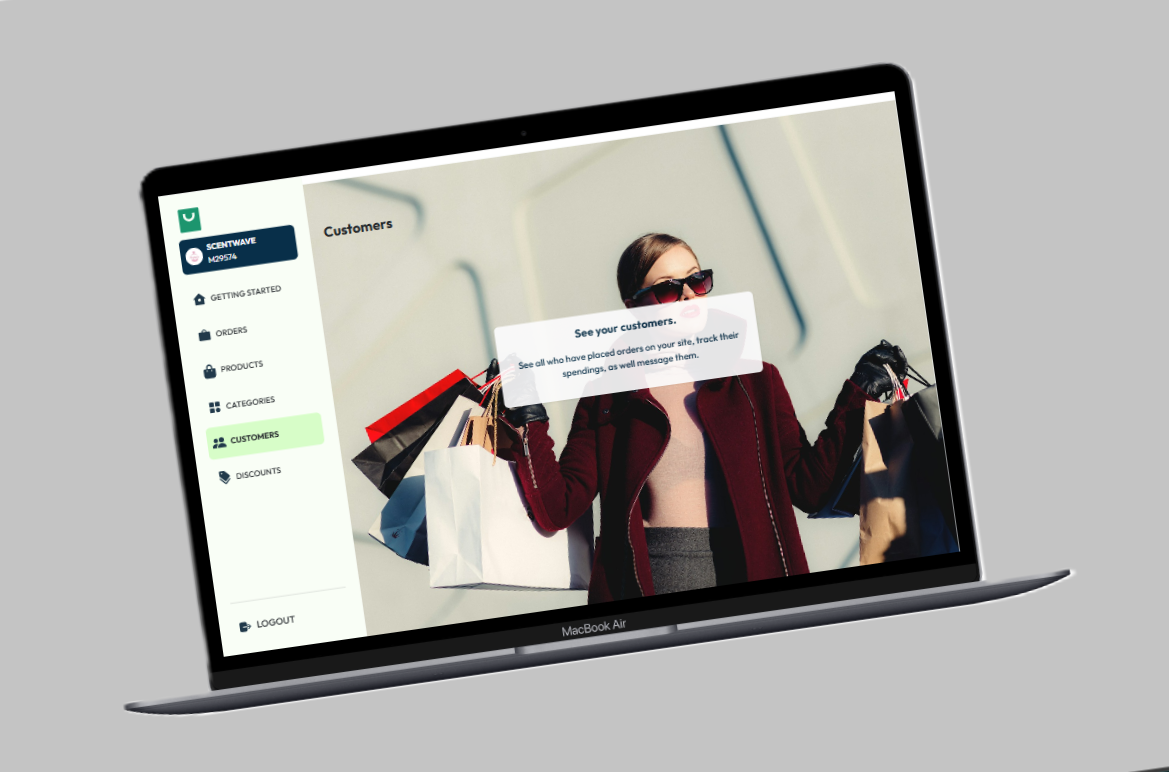 SCENTWAVE
M29574
GETTING STARTED
ORDERS
PRODUCTS
CATEGORIES
CUSTOMERS
DISCOUNTS
LOGOUT
Customers
See your customers.
See all who have placed orders on your site, track their
spendings, as well message them.
MacBook Air